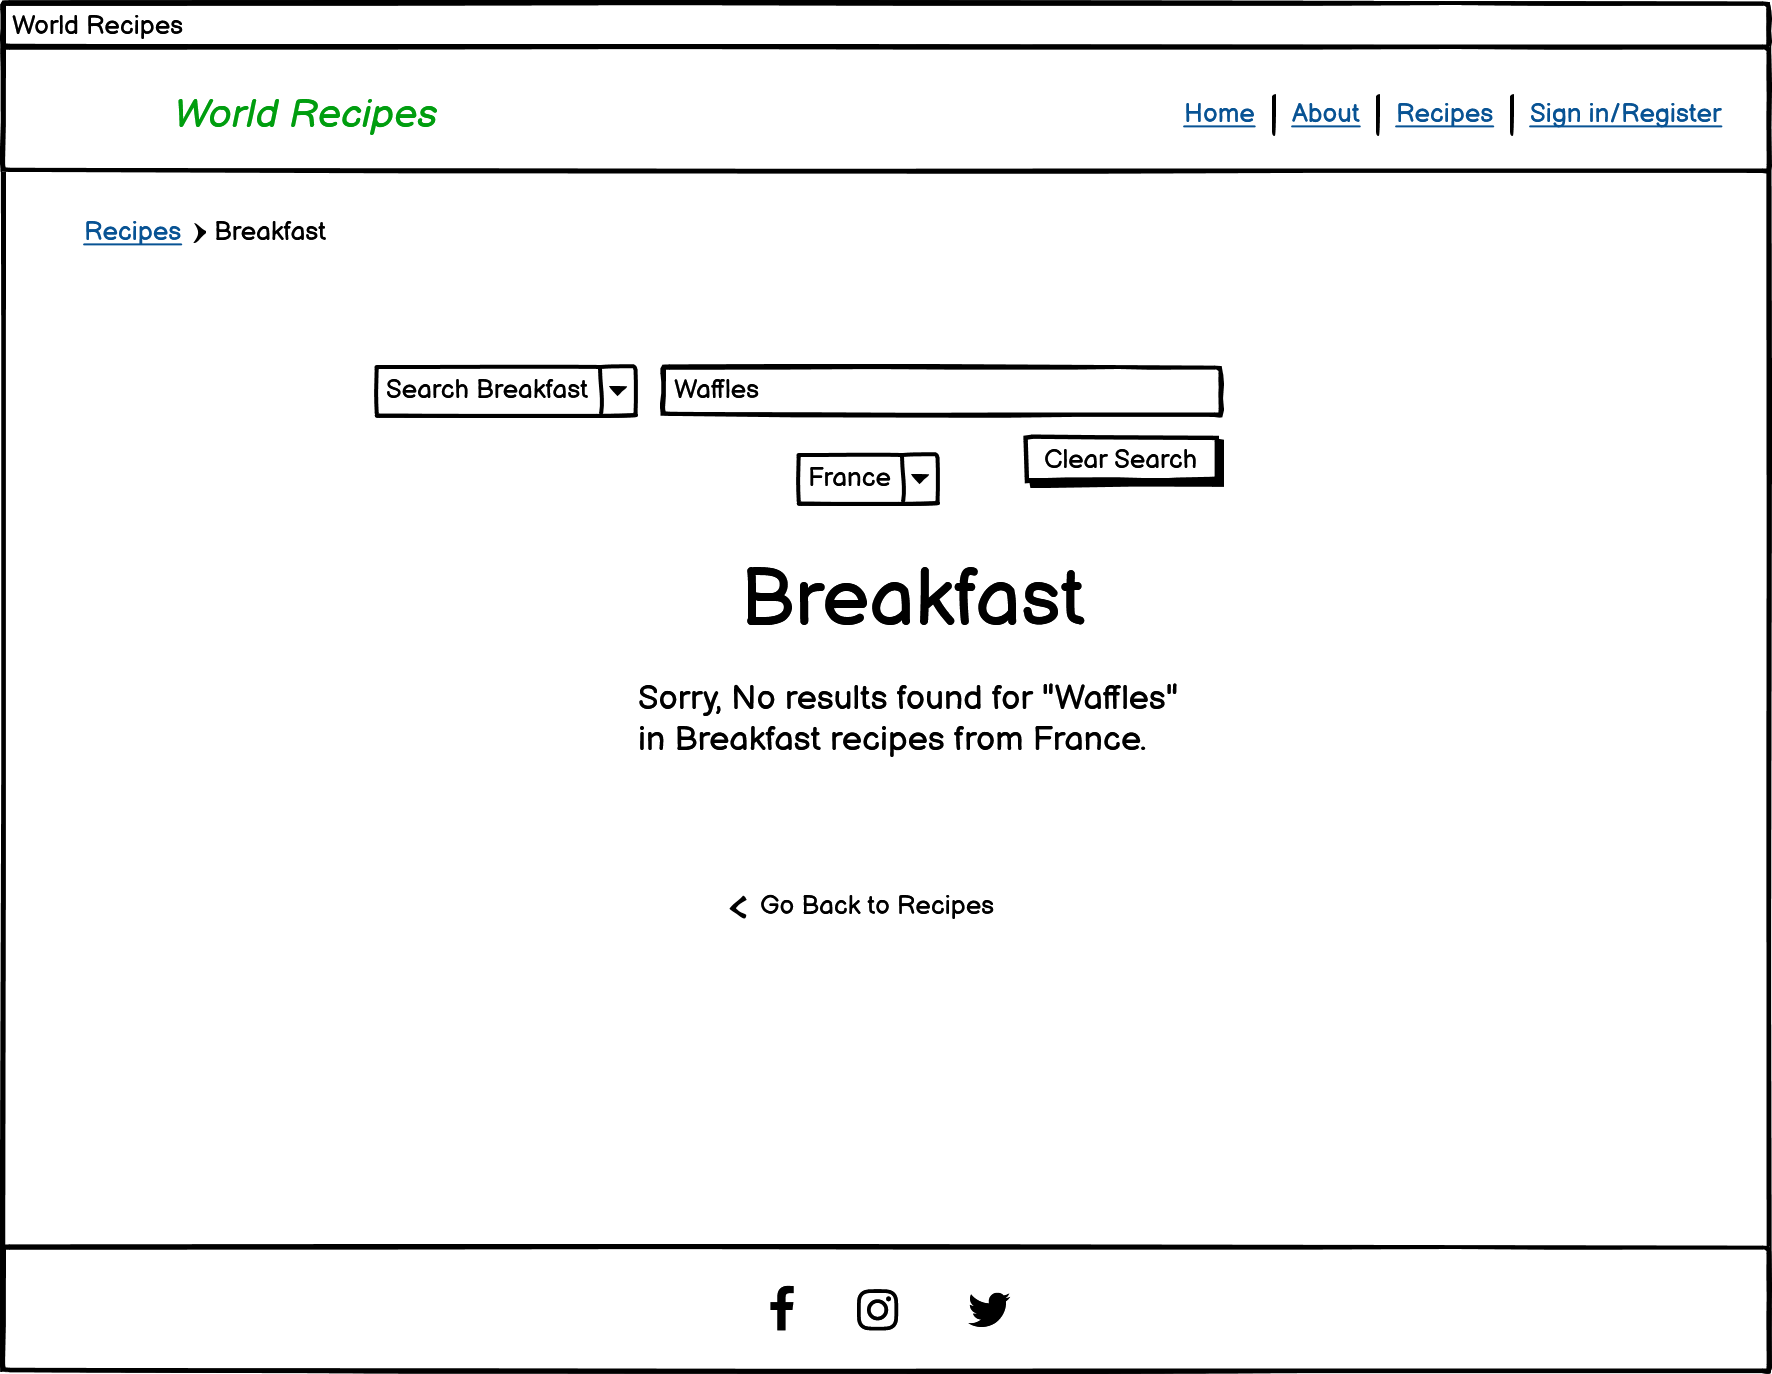 World Recipes
World Recipes
Home About Recipes Sign in/Register
Recipes Breakfast
Search Breakfast Waffles
Clear Search
France
Breakfast
Sorry, No results found for "Waffles"
in Breakfast recipes from France.
Go Back to Recipes